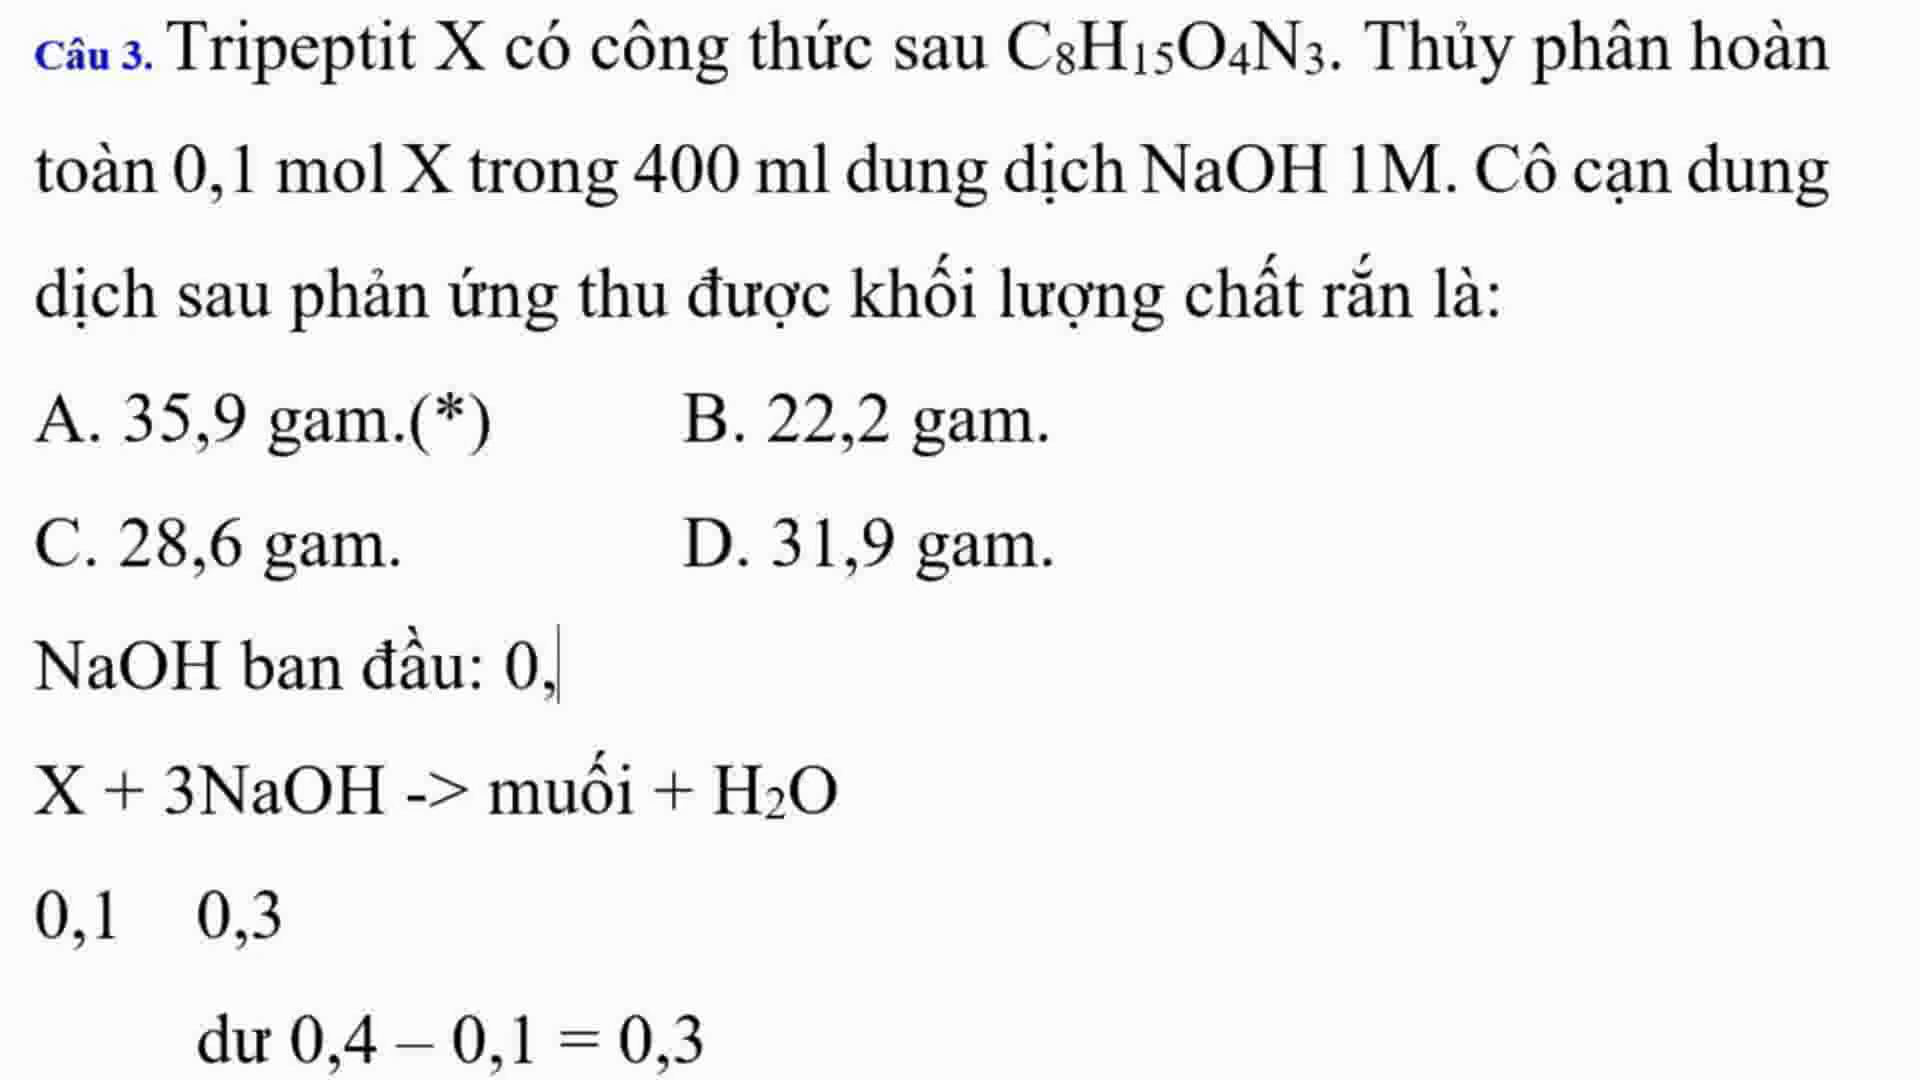 Câu 3. Tripeptit X có công thức sau C₈H₁₅O₄N₃. Thủy phân hoàn
toàn 0,1 mol X trong 400 ml dung dịch NaOH 1M. Cô cạn dung
dịch sau phản ứng thu được khối lượng chất rắn là:
A. 35,9 gam.(*) B. 22,2 gam.
C. 28,6 gam. D. 31,9 gam.
NaOH ban đầu: 0,
X + 3NaOH -> muối + H₂O
0,1 0,3
dư 0,4 – 0,1 = 0,3